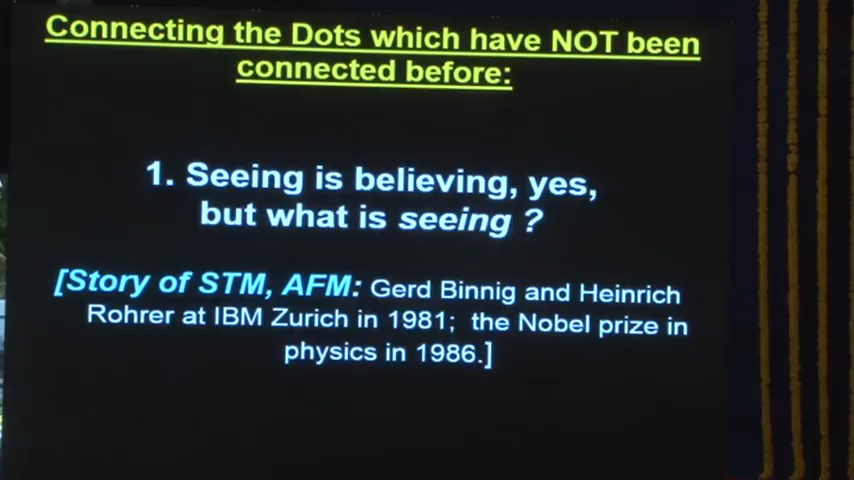 Connecting the Dots which have NOT been
connected before:
1. Seeing is believing, yes,
but what is seeing ?
[Story of STM, AFM: Gerd Binnig and Heinrich
Rohrer at IBM Zurich in 1981; the Nobel prize in
physics in 1986.]